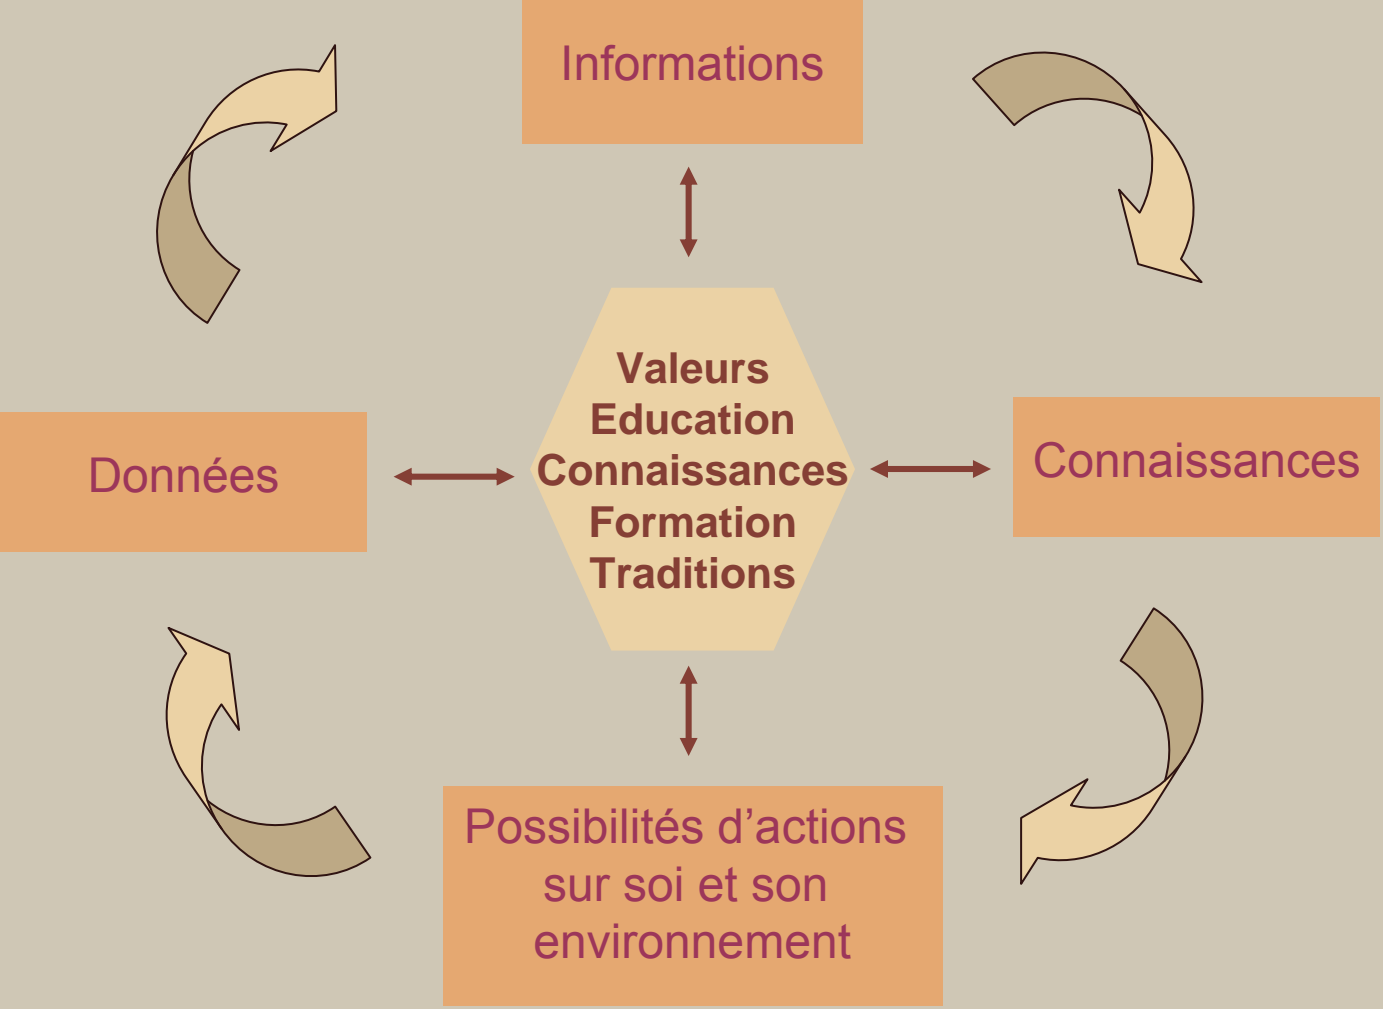 Informations
Valeurs
Education
Connaissances
Formation
Traditions
Données
Connaissances
Possibilités d’actions
sur soi et son
environnement